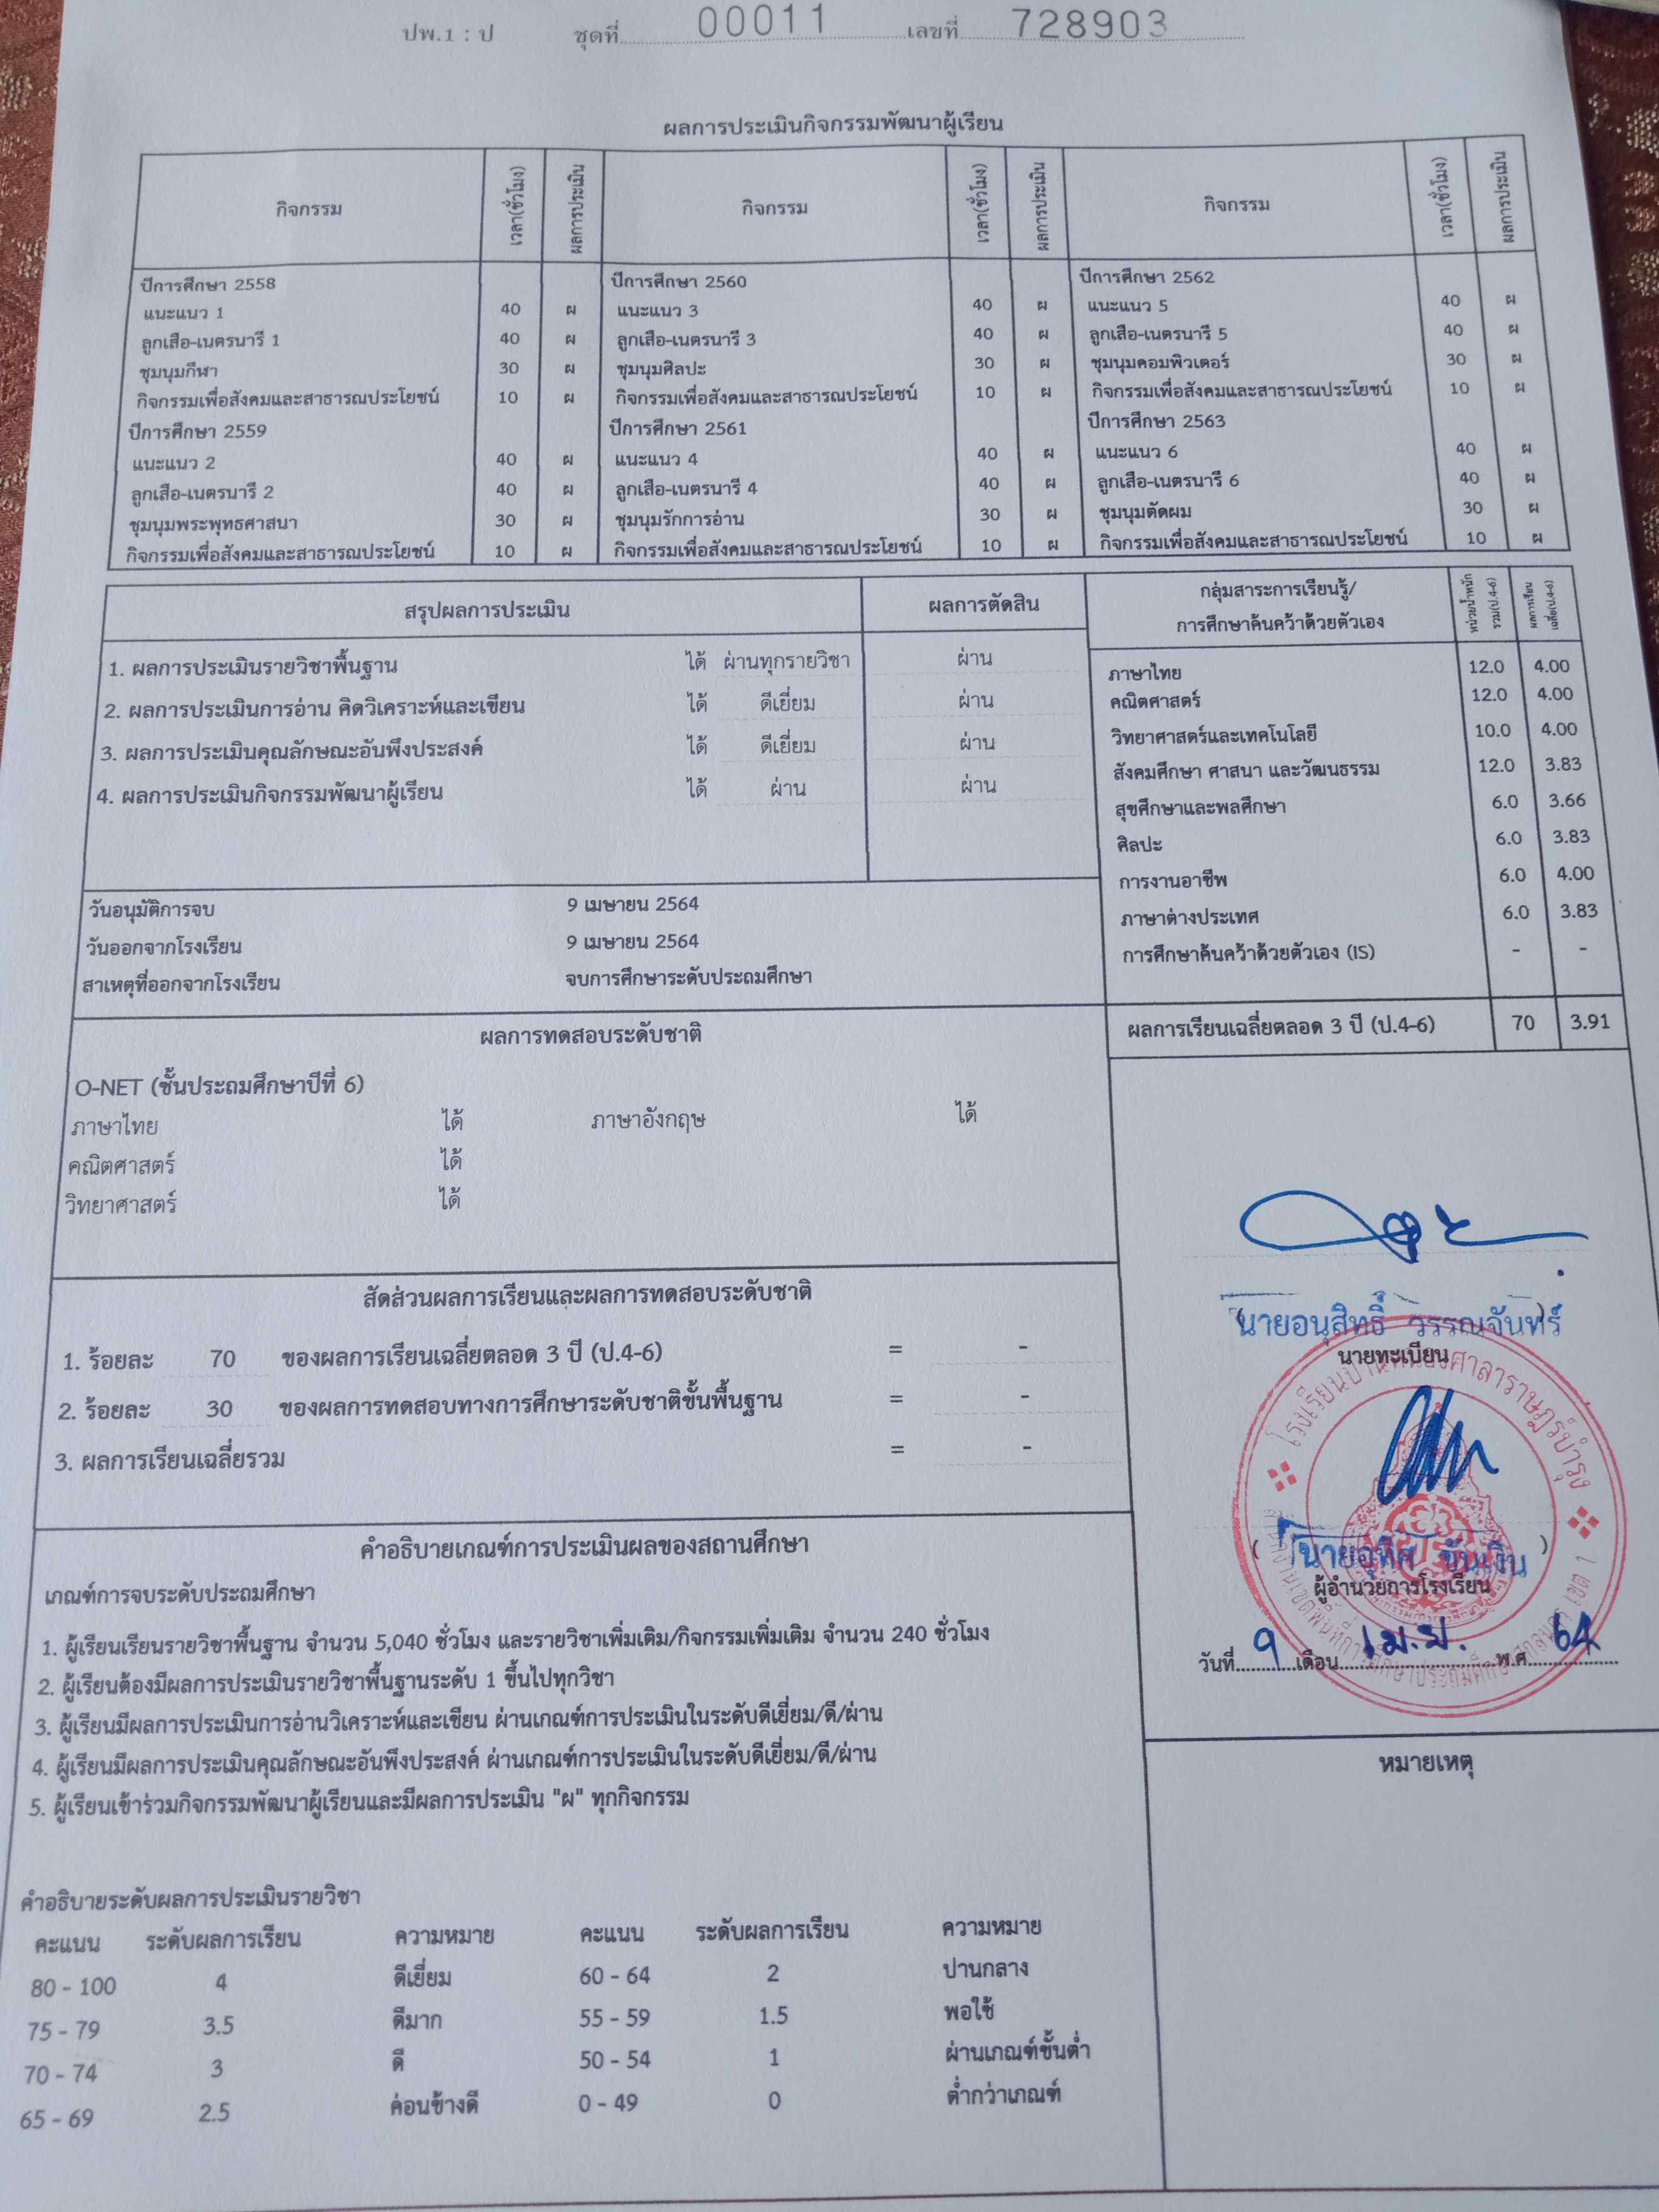 ปพ.1 : ป ชุดที่ 00011 เลขที่ 728903
ผลการประเมินกิจกรรมพัฒนาผู้เรียน
กิจกรรม เวลา(ชั่วโมง) ผลการประเมิน กิจกรรม เวลา(ชั่วโมง) ผลการประเมิน กิจกรรม เวลา(ชั่วโมง) ผลการประเมิน
ปีการศึกษา 2558 ปีการศึกษา 2560 ปีการศึกษา 2562
แนะแนว 1 40 ผ แนะแนว 3 40 ผ แนะแนว 5 40 ผ
ลูกเสือ-เนตรนารี 1 40 ผ ลูกเสือ-เนตรนารี 3 40 ผ ลูกเสือ-เนตรนารี 5 40 ผ
ชุมนุมกีฬา 30 ผ ชุมนุมศิลปะ 30 ผ ชุมนุมคอมพิวเตอร์ 30 ผ
กิจกรรมเพื่อสังคมและสาธารณประโยชน์ 10 ผ กิจกรรมเพื่อสังคมและสาธารณประโยชน์ 10 ผ กิจกรรมเพื่อสังคมและสาธารณประโยชน์ 10 ผ
ปีการศึกษา 2559 ปีการศึกษา 2561 ปีการศึกษา 2563
แนะแนว 2 40 ผ แนะแนว 4 40 ผ แนะแนว 6 40 ผ
ลูกเสือ-เนตรนารี 2 40 ผ ลูกเสือ-เนตรนารี 4 40 ผ ลูกเสือ-เนตรนารี 6 40 ผ
ชุมนุมพระพุทธศาสนา 30 ผ ชุมนุมรักการอ่าน 30 ผ ชุมนุมตัดผม 30 ผ
กิจกรรมเพื่อสังคมและสาธารณประโยชน์ 10 ผ กิจกรรมเพื่อสังคมและสาธารณประโยชน์ 10 ผ กิจกรรมเพื่อสังคมและสาธารณประโยชน์ 10 ผ
สรุปผลการประเมิน ผลการตัดสิน
1. ผลการประเมินรายวิชาพื้นฐาน ได้ ผ่านทุกรายวิชา ผ่าน
2. ผลการประเมินการอ่าน คิดวิเคราะห์และเขียน ได้ ดีเยี่ยม ผ่าน
3. ผลการประเมินคุณลักษณะอันพึงประสงค์ ได้ ดีเยี่ยม ผ่าน
4. ผลการประเมินกิจกรรมพัฒนาผู้เรียน ได้ ผ่าน ผ่าน
วันอนุมัติการจบ 9 เมษายน 2564
วันออกจากโรงเรียน 9 เมษายน 2564
สาเหตุที่ออกจากโรงเรียน จบการศึกษาระดับประถมศึกษา
กลุ่มสาระการเรียนรู้/
การศึกษาค้นคว้าด้วยตัวเอง
หน่วยน้ำหนัก
รวม(ป.4-6)
ผลการเรียน
เฉลี่ย(ป.4-6)
ภาษาไทย 12.0 4.00
คณิตศาสตร์ 12.0 4.00
วิทยาศาสตร์และเทคโนโลยี 10.0 4.00
สังคมศึกษา ศาสนา และวัฒนธรรม 12.0 3.83
สุขศึกษาและพลศึกษา 6.0 3.66
ศิลปะ 6.0 3.83
การงานอาชีพ 6.0 4.00
ภาษาต่างประเทศ 6.0 3.83
การศึกษาค้นคว้าด้วยตัวเอง (IS) - -
ผลการเรียนเฉลี่ยตลอด 3 ปี (ป.4-6) 70 3.91
ผลการทดสอบระดับชาติ
O-NET (ชั้นประถมศึกษาปีที่ 6)
ภาษาไทย ได้ ภาษาอังกฤษ ได้
คณิตศาสตร์ ได้
วิทยาศาสตร์ ได้
สัดส่วนผลการเรียนและผลการทดสอบระดับชาติ
1. ร้อยละ 70 ของผลการเรียนเฉลี่ยตลอด 3 ปี (ป.4-6) = -
2. ร้อยละ 30 ของผลการทดสอบทางการศึกษาระดับชาติขั้นพื้นฐาน = -
3. ผลการเรียนเฉลี่ยรวม = -
คำอธิบายเกณฑ์การประเมินผลของสถานศึกษา
เกณฑ์การจบระดับประถมศึกษา
1. ผู้เรียนเรียนรายวิชาพื้นฐาน จำนวน 5,040 ชั่วโมง และรายวิชาเพิ่มเติม/กิจกรรมเพิ่มเติม จำนวน 240 ชั่วโมง
2. ผู้เรียนต้องมีผลการประเมินรายวิชาพื้นฐานระดับ 1 ขึ้นไปทุกวิชา
3. ผู้เรียนมีผลการประเมินการอ่านวิเคราะห์และเขียน ผ่านเกณฑ์การประเมินในระดับดีเยี่ยม/ดี/ผ่าน
4. ผู้เรียนมีผลการประเมินคุณลักษณะอันพึงประสงค์ ผ่านเกณฑ์การประเมินในระดับดีเยี่ยม/ดี/ผ่าน
5. ผู้เรียนเข้าร่วมกิจกรรมพัฒนาผู้เรียนและมีผลการประเมิน "ผ" ทุกกิจกรรม
คำอธิบายระดับผลการประเมินรายวิชา
คะแนน ระดับผลการเรียน ความหมาย คะแนน ระดับผลการเรียน ความหมาย
80 - 100 4 ดีเยี่ยม 60 - 64 2 ปานกลาง
75 - 79 3.5 ดีมาก 55 - 59 1.5 พอใช้
70 - 74 3 ดี 50 - 54 1 ผ่านเกณฑ์ขั้นต่ำ
65 - 69 2.5 ค่อนข้างดี 0 - 49 0 ต่ำกว่าเกณฑ์
นายอนุสิทธิ์ วรรณจันทร์
นายทะเบียน
(นายอุทิศ ขันเงิน)
ผู้อำนวยการโรงเรียน
วันที่ 9 เดือน เม.ย. พ.ศ. 64
หมายเหตุ